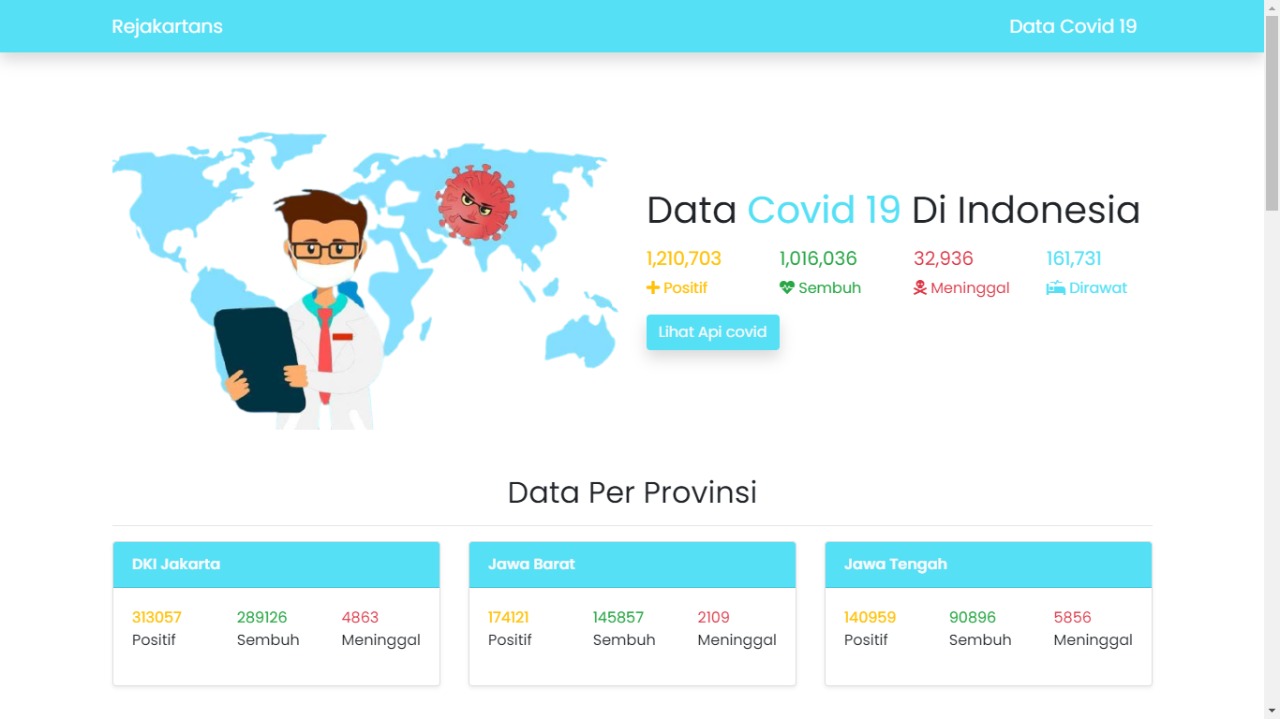 Rejakartans Data Covid 19
Data Covid 19 Di Indonesia
1,210,703 1,016,036 32,936 161,731
Positif Sembuh Meninggal Dirawat
Lihat Api covid
Data Per Provinsi
DKI Jakarta
313057 289126 4863
Positif Sembuh Meninggal
Jawa Barat
174121 145857 2109
Positif Sembuh Meninggal
Jawa Tengah
140959 90896 5856
Positif Sembuh Meninggal